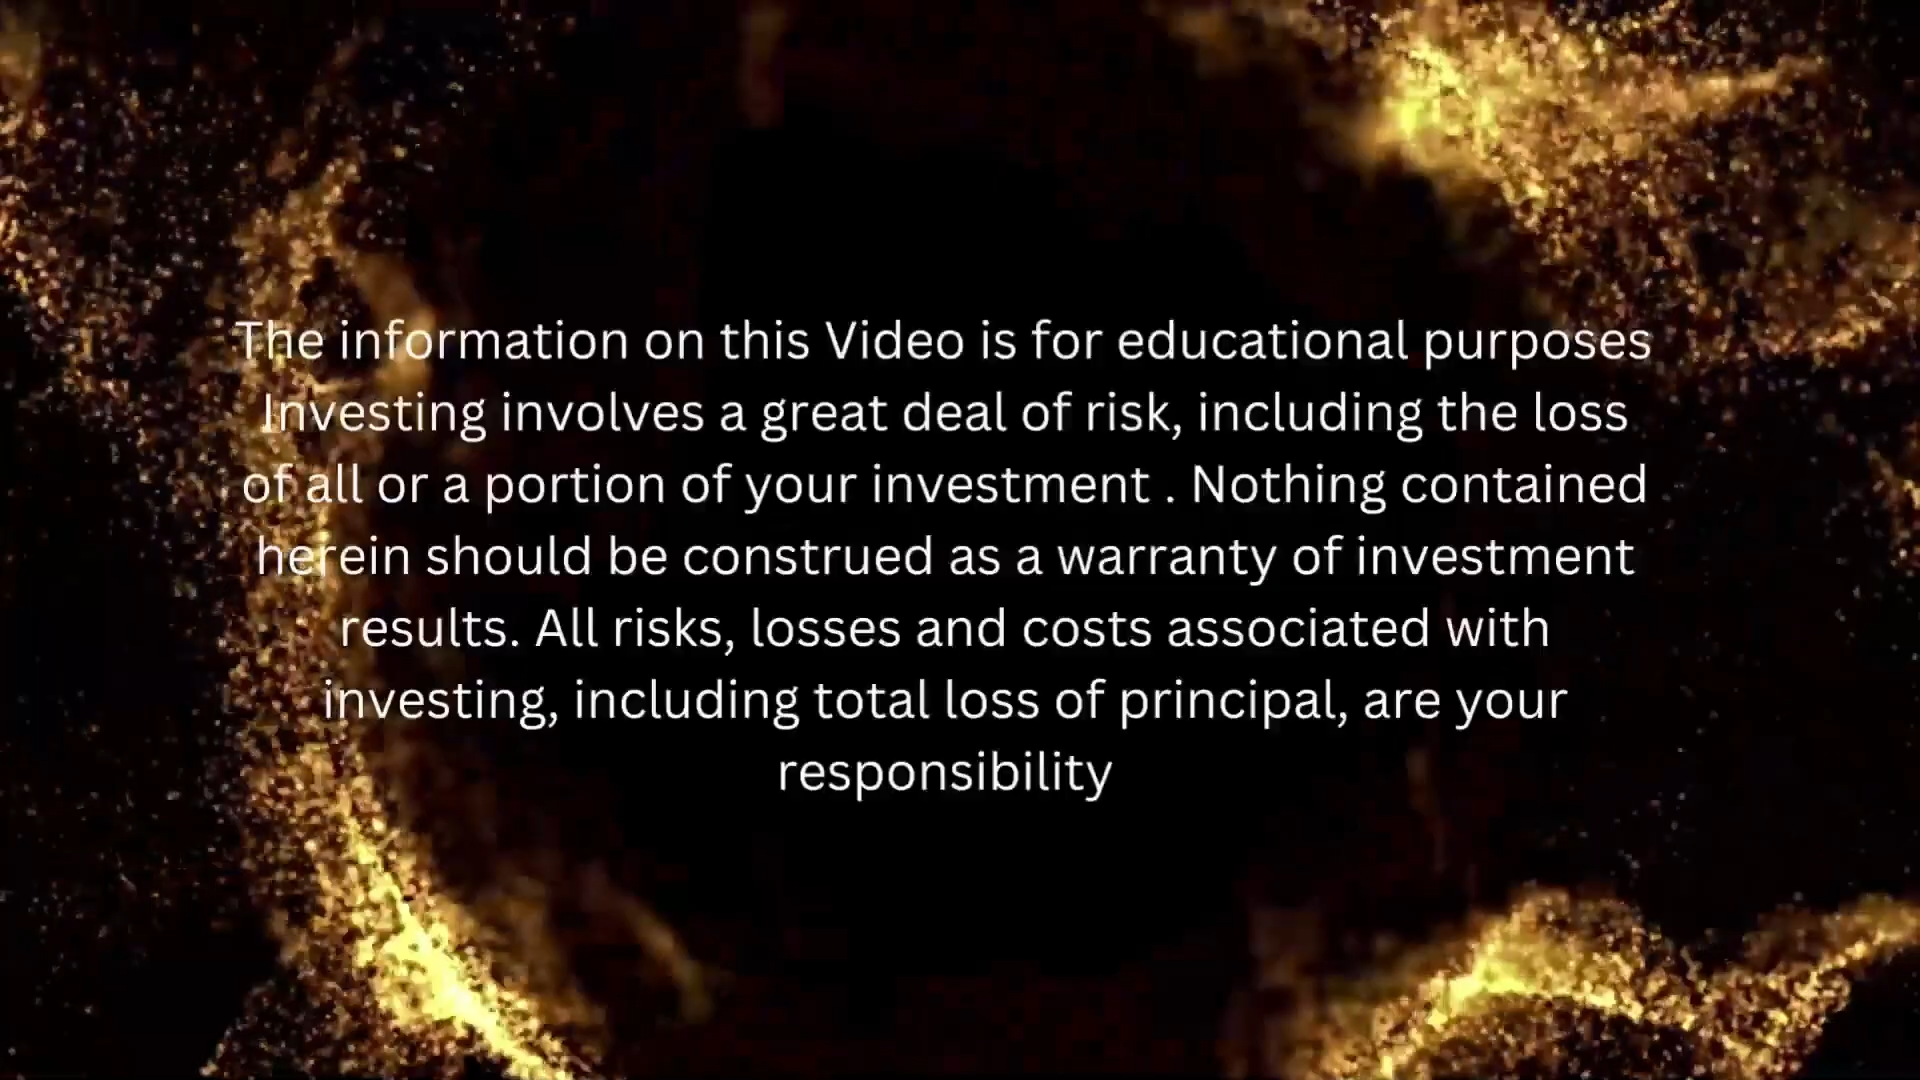 The information on this Video is for educational purposes
Investing involves a great deal of risk, including the loss
of all or a portion of your investment . Nothing contained
herein should be construed as a warranty of investment
results. All risks, losses and costs associated with
investing, including total loss of principal, are your
responsibility